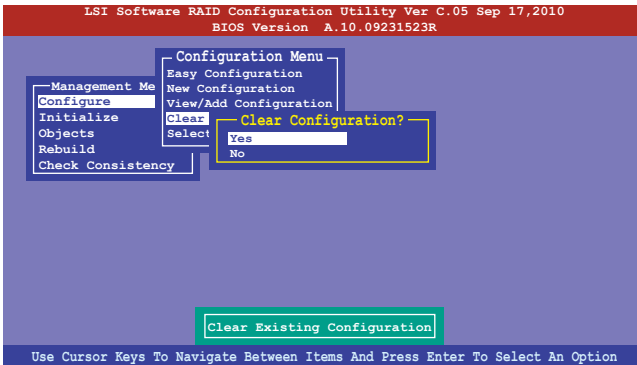 LSI Software RAID Configuration Utility Ver C.05 Sep 17,2010
BIOS Version A.10.09231523R
Configuration Menu
Easy Configuration
New Configuration
View/Add Configuration
Clear
Select
Management Me
Configure
Initialize
Objects
Rebuild
Check Consistency
Clear Configuration?
Yes
No
Clear Existing Configuration
Use Cursor Keys To Navigate Between Items And Press Enter To Select An Option